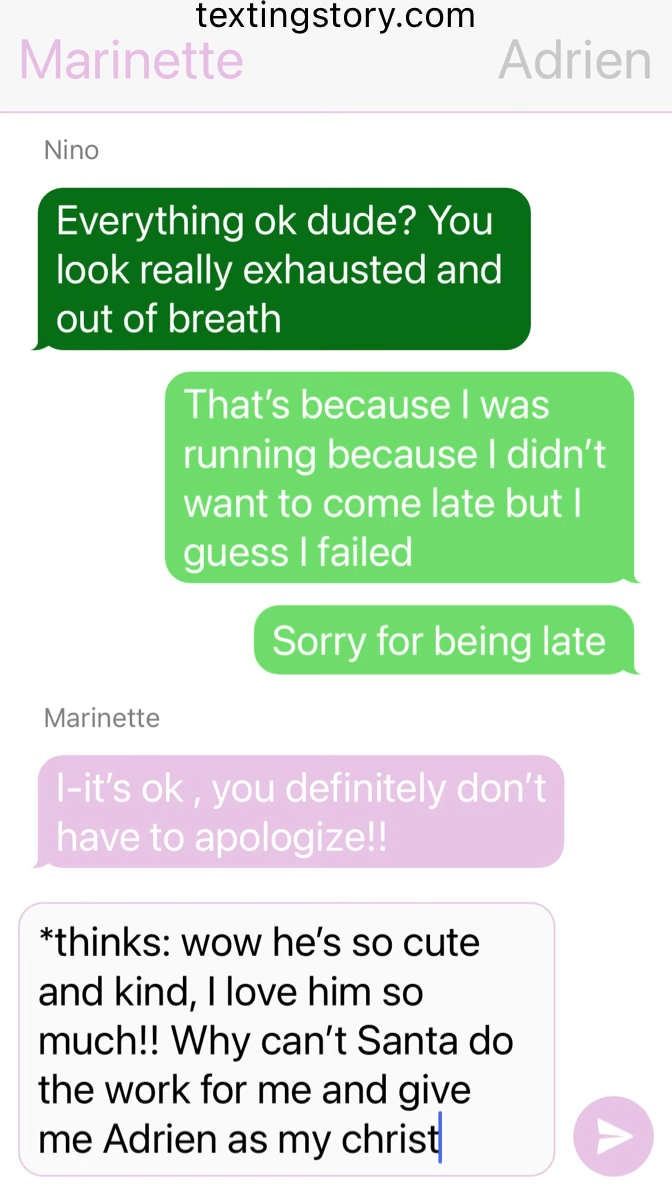 textingstory.com
Marinette Adrien
Nino
Everything ok dude? You
look really exhausted and
out of breath
That’s because I was
running because I didn’t
want to come late but I
guess I failed
Sorry for being late
Marinette
I-it’s ok , you definitely don’t
have to apologize!!
*thinks: wow he’s so cute
and kind, I love him so
much!! Why can’t Santa do
the work for me and give
me Adrien as my christ